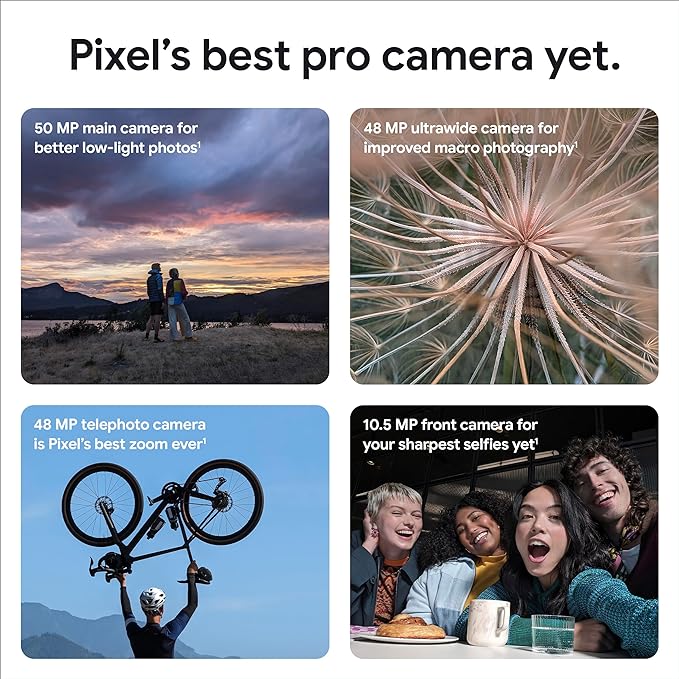 Pixel’s best pro camera yet.
50 MP main camera for
better low-light photos¹
48 MP ultrawide camera for
improved macro photography¹
48 MP telephoto camera
is Pixel’s best zoom ever¹
10.5 MP front camera for
your sharpest selfies yet¹